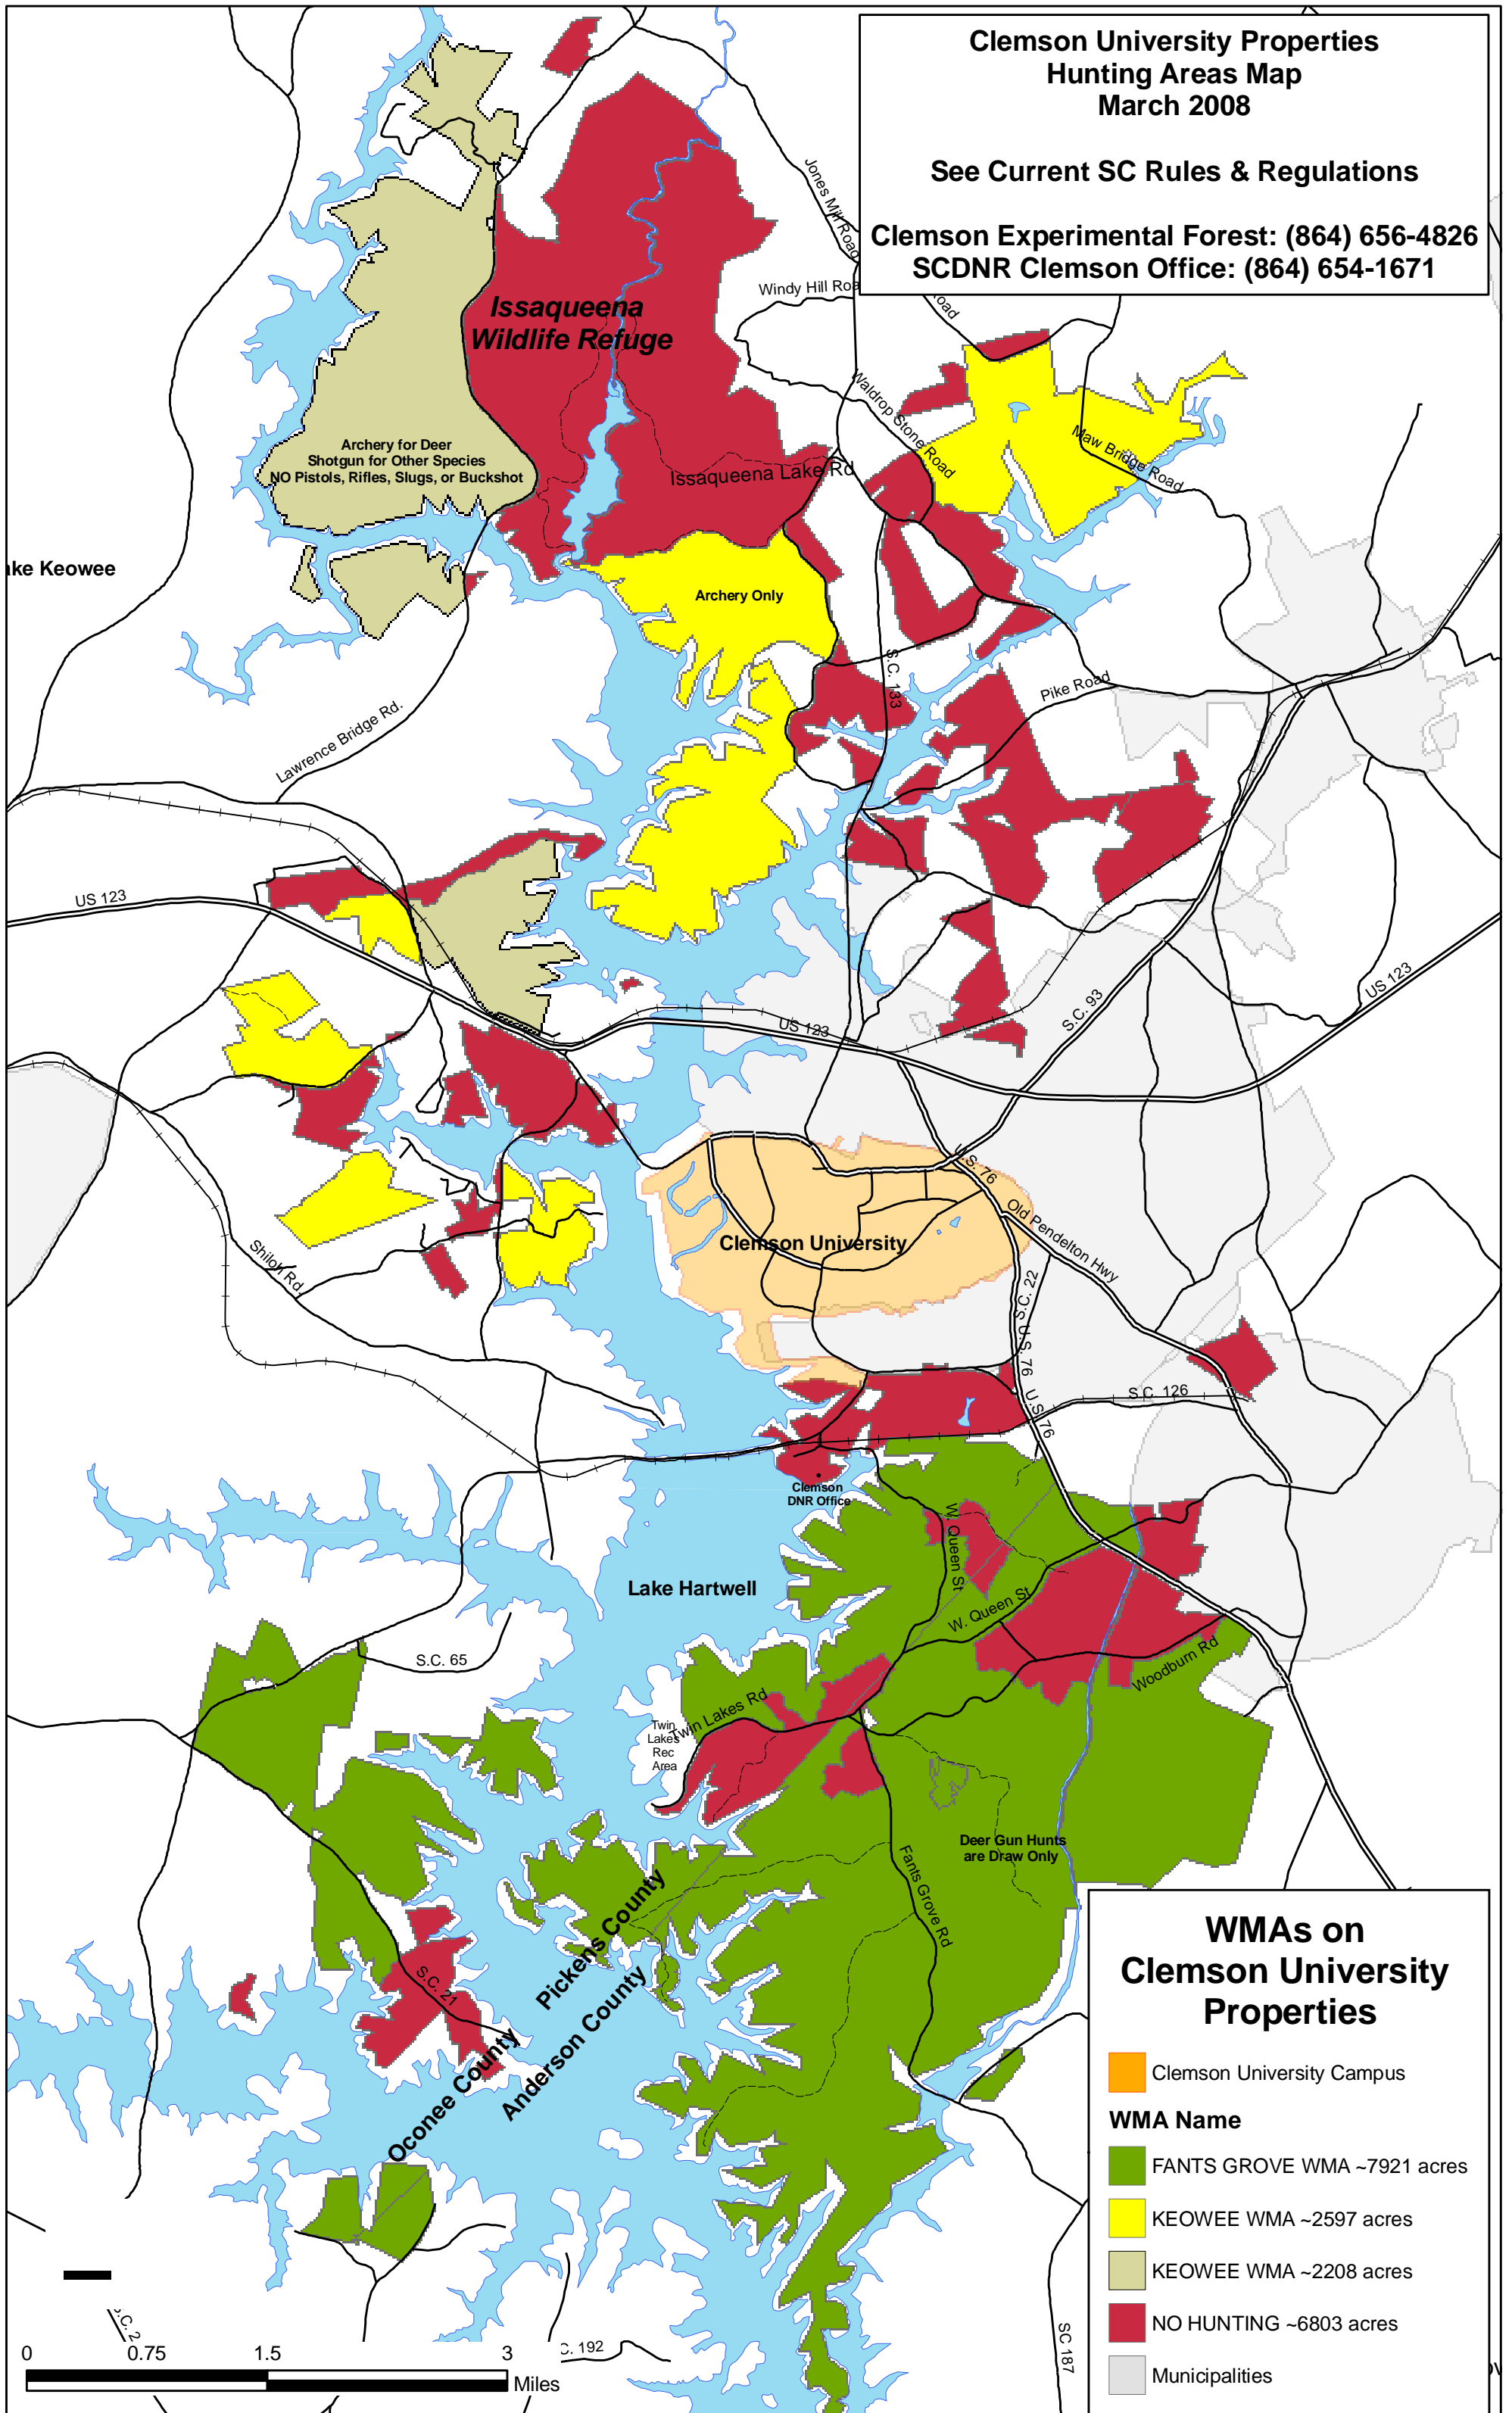 Clemson University Properties
Hunting Areas Map
March 2008
See Current SC Rules & Regulations
Clemson Experimental Forest: (864) 656-4826
SCDNR Clemson Office: (864) 654-1671
Jones Mill Road
Windy Hill Roa
Road
Issaqueena
Wildlife Refuge
Waldrop Stone Road
Maw Bridge Road
Archery for Deer
Shotgun for Other Species
NO Pistols, Rifles, Slugs, or Buckshot
Issaqueena Lake Rd
ake Keowee
Archery Only
S.C. 133
Pike Road
Lawrence Bridge Rd.
US 123
US 123
US 123
S.C. 93
U.S. 76
Old Pendelton Hwy
Clemson University
Shiloh Rd
S.C. 22
U.S. 76
U.S. 76
S.C. 126
Clemson
DNR Office
W. Queen St
Lake Hartwell
W. Queen St
S.C. 65
Woodburn Rd
Twin Lakes Rd
Twin
Lakes
Rec
Area
Deer Gun Hunts
are Draw Only
Fants Grove Rd
Pickens County
Anderson County
S.C. 21
Oconee County
WMAs on
Clemson University
Properties
Clemson University Campus
WMA Name
FANTS GROVE WMA ~7921 acres
KEOWEE WMA ~2597 acres
KEOWEE WMA ~2208 acres
NO HUNTING ~6803 acres
Municipalities
SC 187
C. 192
S.C. 2
0 0.75 1.5 3
Miles